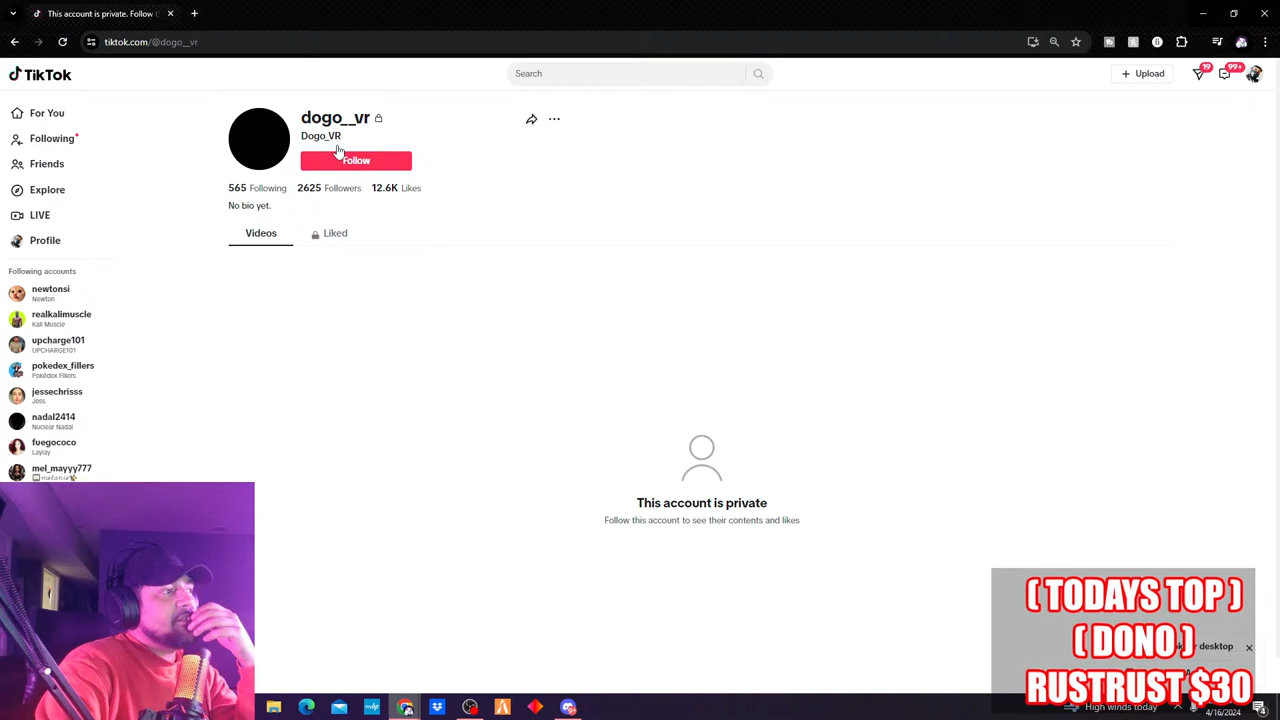 This account is private. Follow t
tiktok.com/@dogo__vr
TikTok
Search
Upload
19
99+
For You
Following
Friends
Explore
LIVE
Profile
Following accounts
newtonsi
Newton
realkalimuscle
Kali Muscle
upcharge101
UPCHARGE101
pokedex_fillers
Pokédex Fillers
jessechrisss
Jess
nadal2414
Nuclear Nadal
fuegococo
Laylay
mel_mayyy777
𝓶𝓮𝓵𝓪𝓷𝓲𝓮
dogo__vr
Dogo_VR
Follow
565 Following 2625 Followers 12.6K Likes
No bio yet.
Videos Liked
This account is private
Follow this account to see their contents and likes
( TODAYS TOP )
( DONO )
desktop
RUSTRUST $30
High winds today
4/16/2024
4